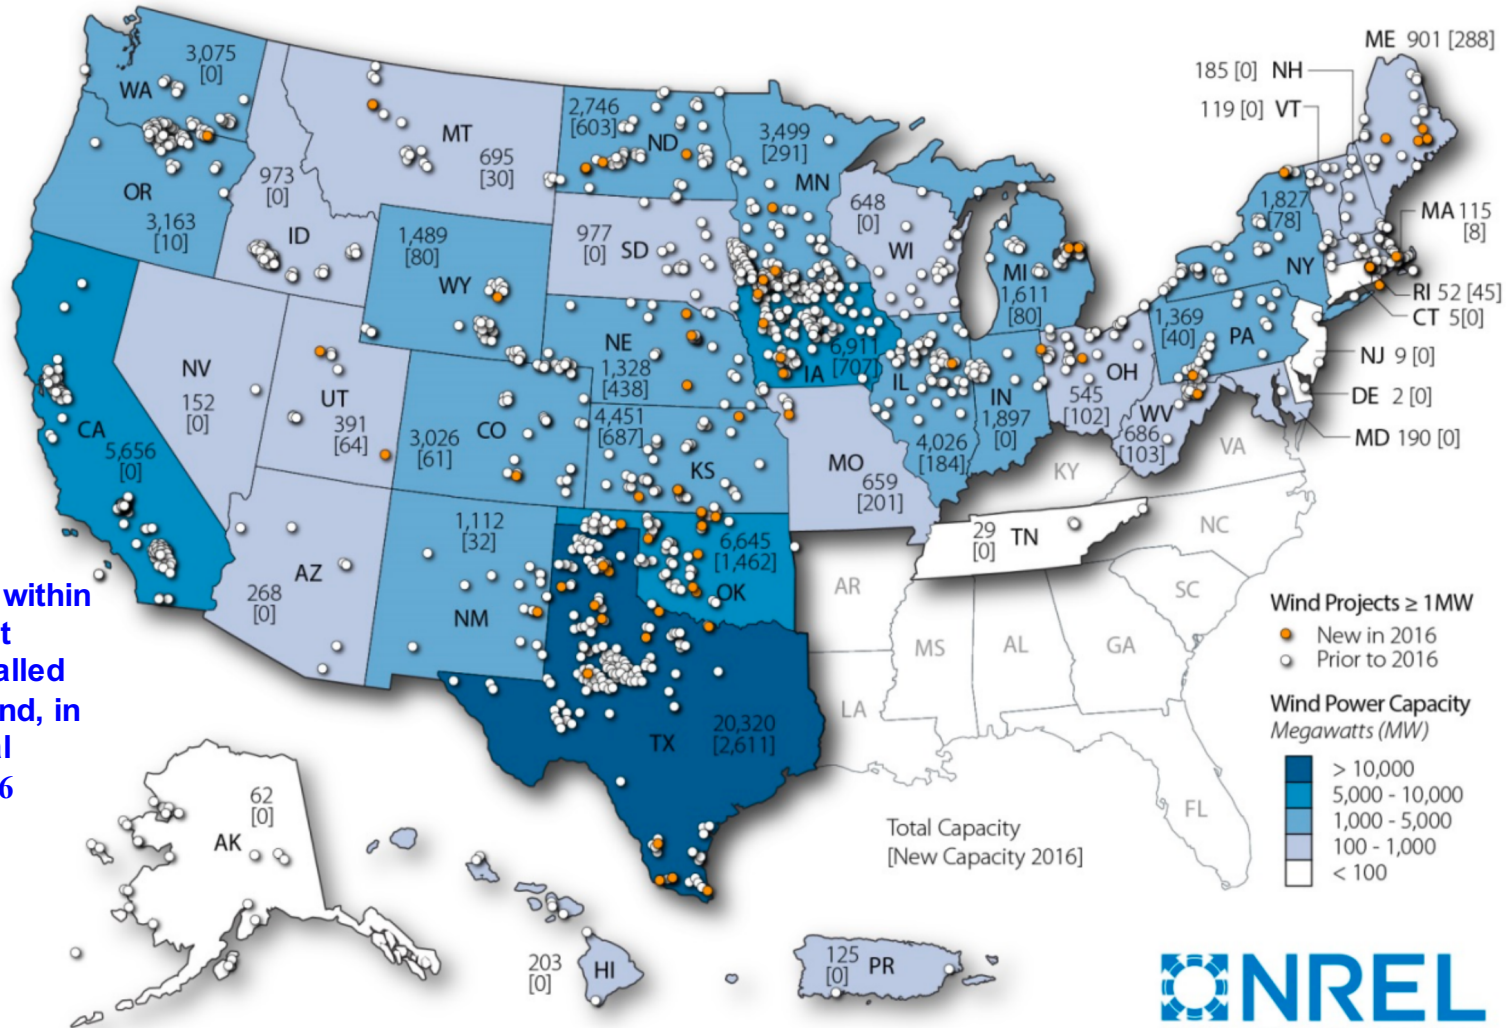 ME 901 [288]
185 [0] NH
119 [0] VT
3,075
[0]
WA
MT
695
[30]
2,746
[603]
ND
3,499
[291]
MN
OR
3,163
[10]
973
[0]
ID
1,489
[80]
WY
977
[0]
SD
648
[0]
WI
MI
1,611
[80]
1,827
[78]
NY
MA 115
[8]
RI 52 [45]
CT 5[0]
NJ 9 [0]
DE 2 [0]
MD 190 [0]
1,369
[40]
PA
NV
152
[0]
UT
391
[64]
NE
1,328
[438]
6,911
[707]
IA
IL
4,026
[184]
IN
1,897
[0]
OH
545
[102]
WV
686
[103]
VA
KY
CA
5,656
[0]
3,026
[61]
CO
4,451
[687]
KS
MO
659
[201]
29
[0]
TN
NC
SC
AZ
268
[0]
1,112
[32]
NM
6,645
[1,462]
OK
AR
MS
AL
GA
LA
FL
TX
20,320
[2,611]
within
t
alled
nd, in
al
6
Wind Projects ≥ 1MW
New in 2016
Prior to 2016
Wind Power Capacity
Megawatts (MW)
> 10,000
5,000 - 10,000
1,000 - 5,000
100 - 1,000
< 100
Total Capacity
[New Capacity 2016]
62
[0]
AK
203
[0]
HI
125
[0]
PR
NREL